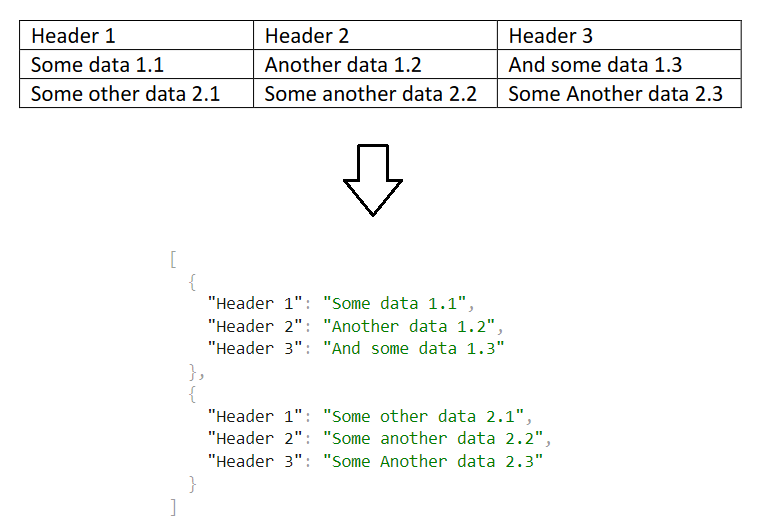 Header 1 Header 2 Header 3
Some data 1.1 Another data 1.2 And some data 1.3
Some other data 2.1 Some another data 2.2 Some Another data 2.3
[
{
"Header 1": "Some data 1.1",
"Header 2": "Another data 1.2",
"Header 3": "And some data 1.3"
},
{
"Header 1": "Some other data 2.1",
"Header 2": "Some another data 2.2",
"Header 3": "Some Another data 2.3"
}
]